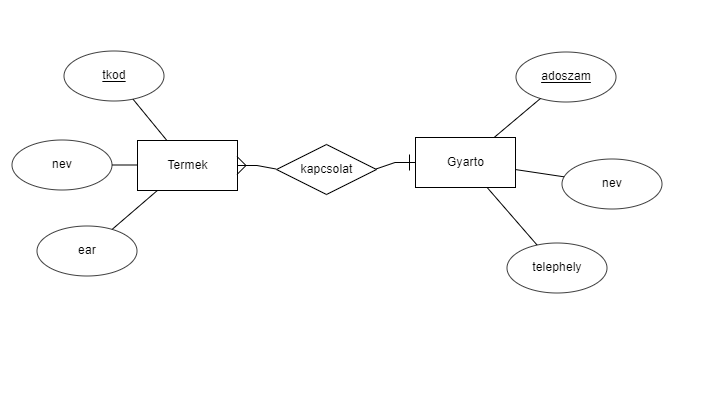 tkod
adoszam
nev
Termek
kapcsolat
Gyarto
nev
ear
telephely